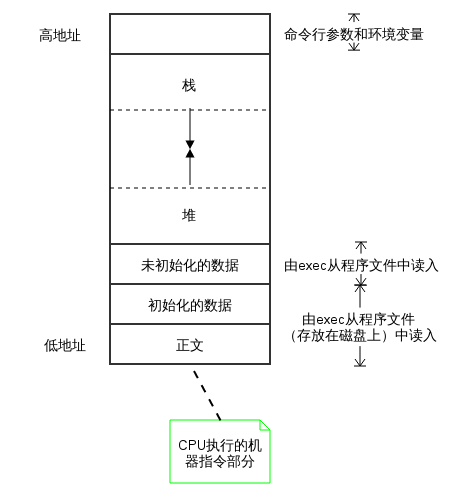 高地址
命令行参数和环境变量
栈
堆
未初始化的数据
由exec从程序文件中读入
初始化的数据
由exec从程序文件
（存放在磁盘上）中读入
低地址
正文
CPU执行的机
器指令部分